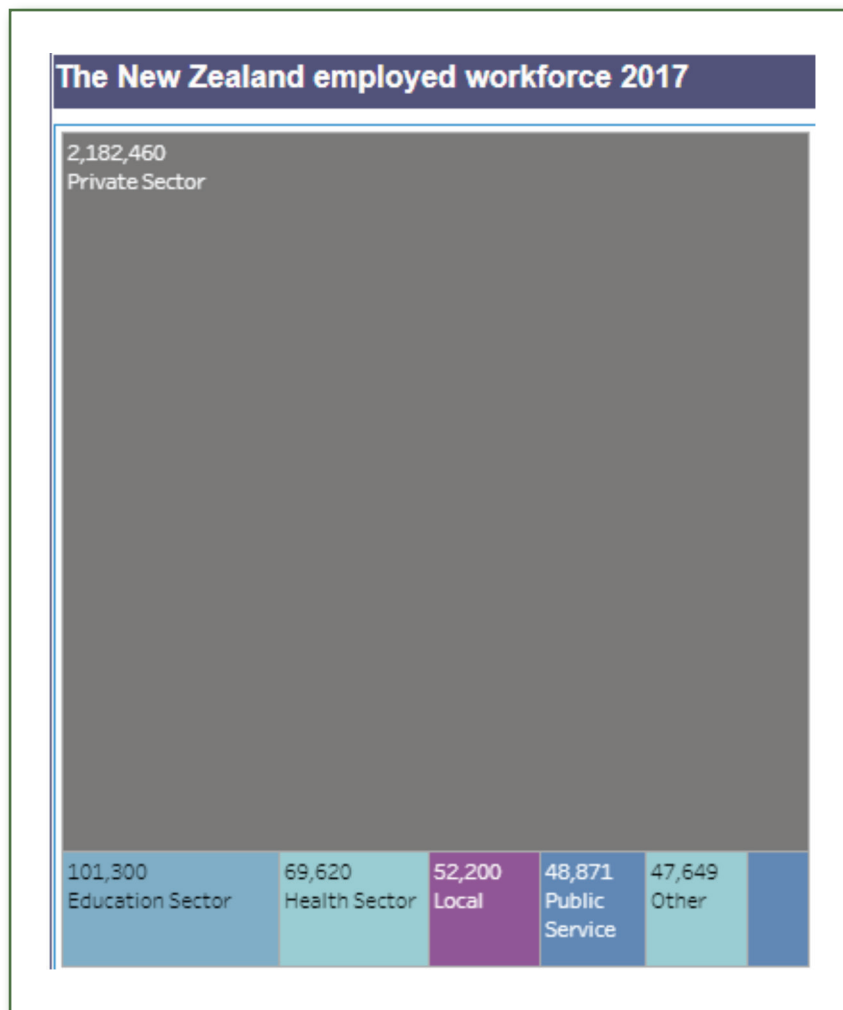 The New Zealand employed workforce 2017
2,182,460
Private Sector
101,300
Education Sector
69,620
Health Sector
52,200
Local
48,871
Public
Service
47,649
Other